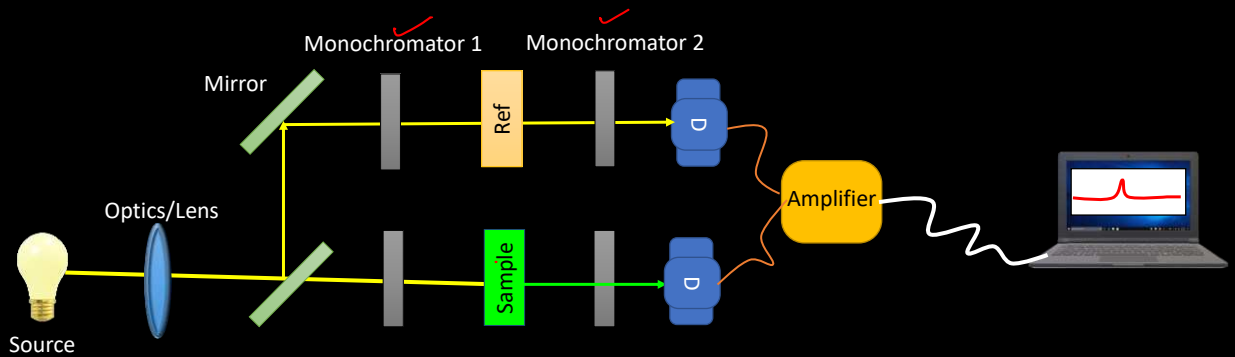 Monochromator 1
Monochromator 2
Mirror
Ref
D
Optics/Lens
Amplifier
Sample
D
Source